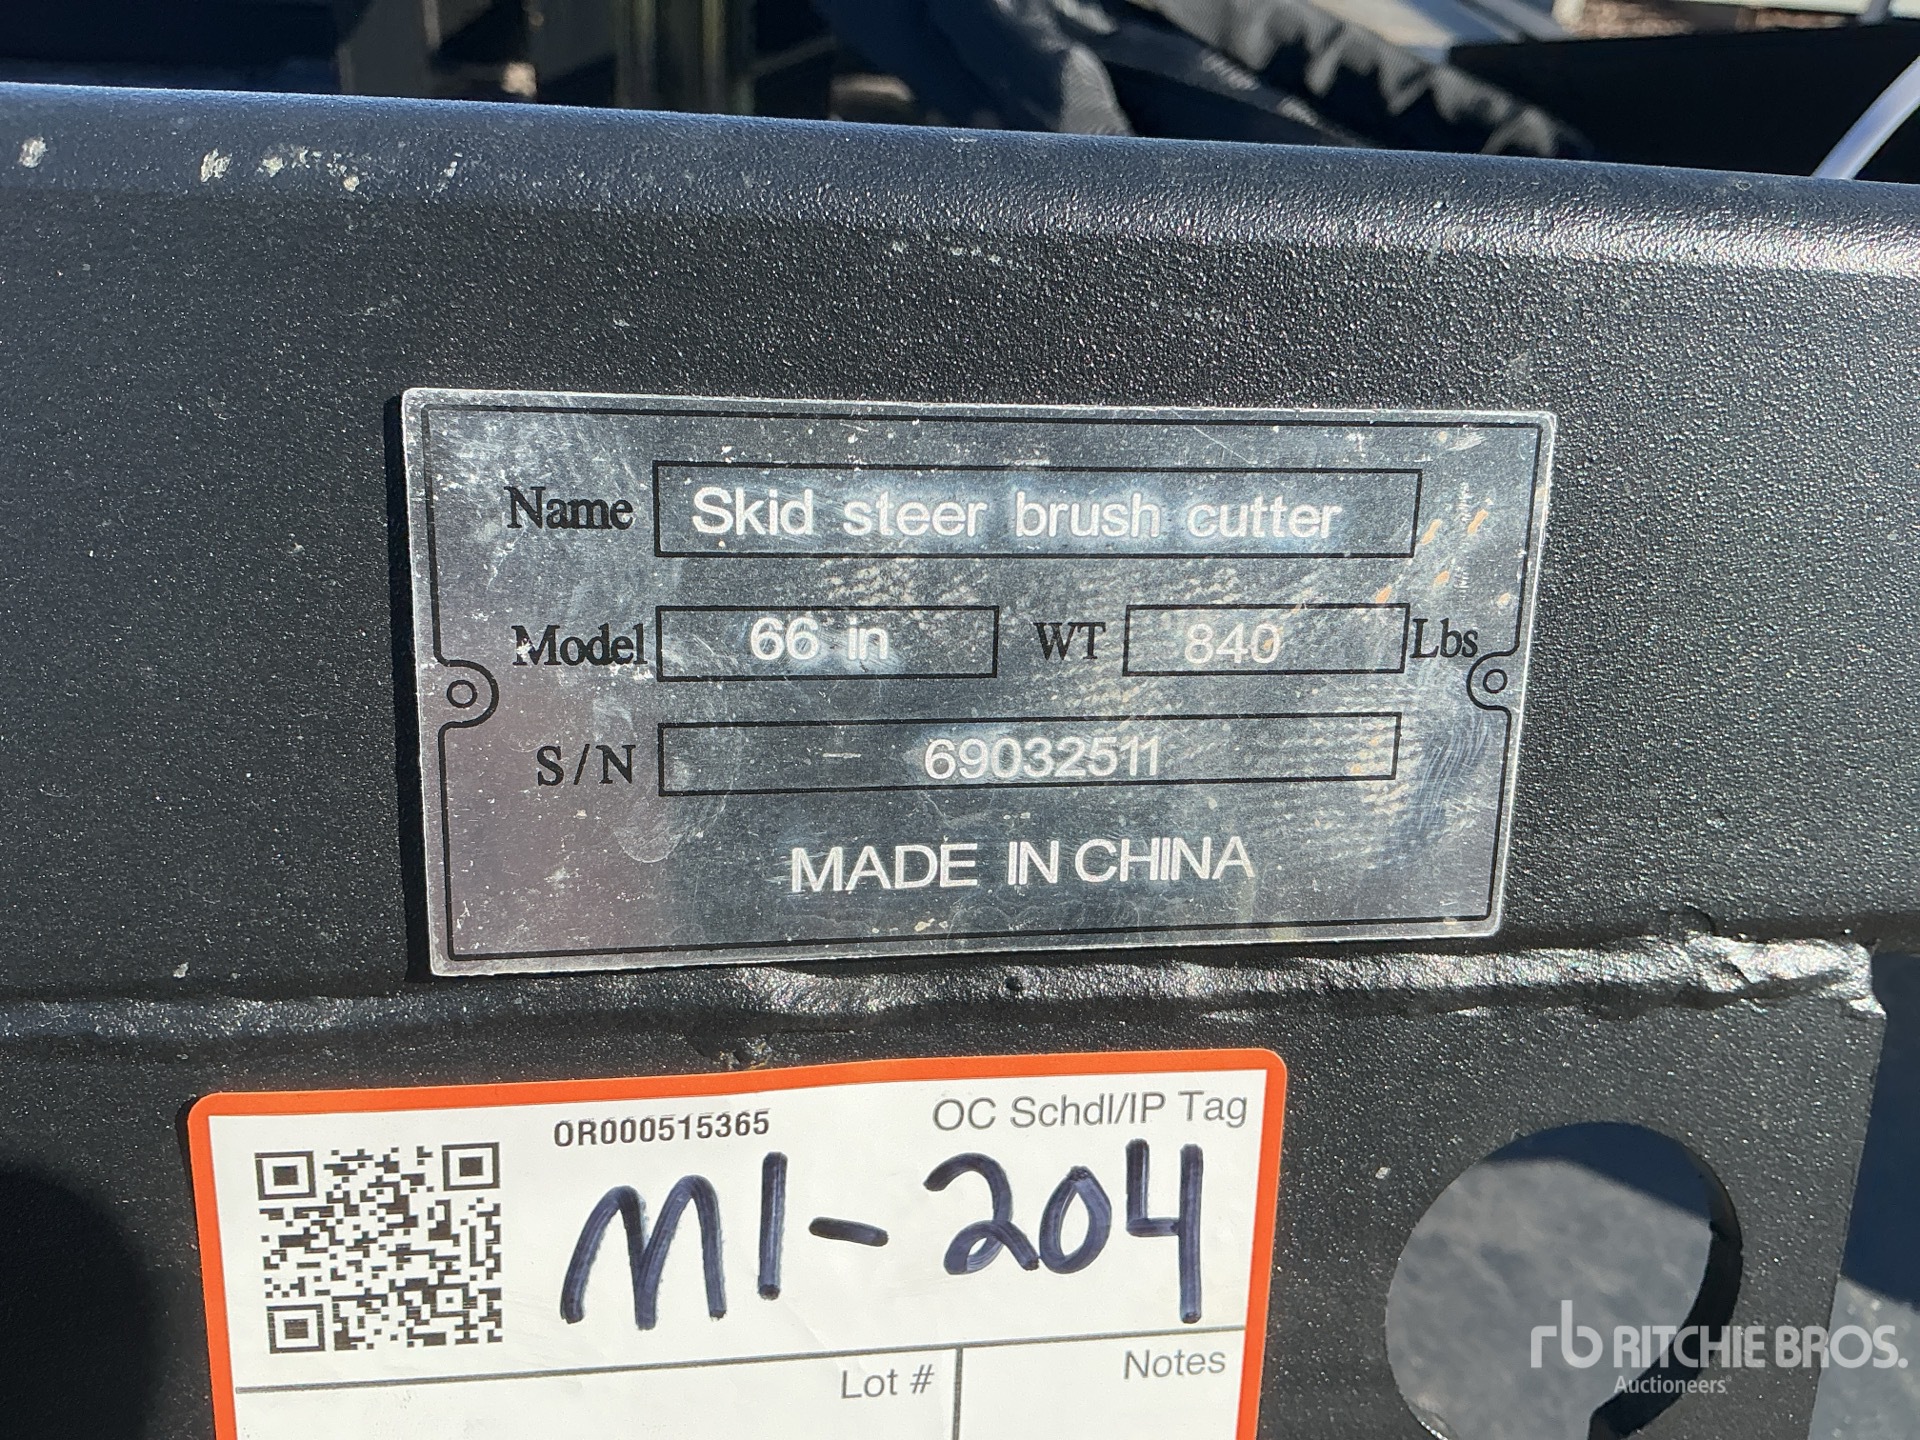 Name Skid steer brush cutter
Model 66 in WT 840 Lbs
S/N 69032511
MADE IN CHINA
OR000515365 OC Schdl/IP Tag
M1-204
Lot # Notes
rb RITCHIE BROS.
Auctioneers